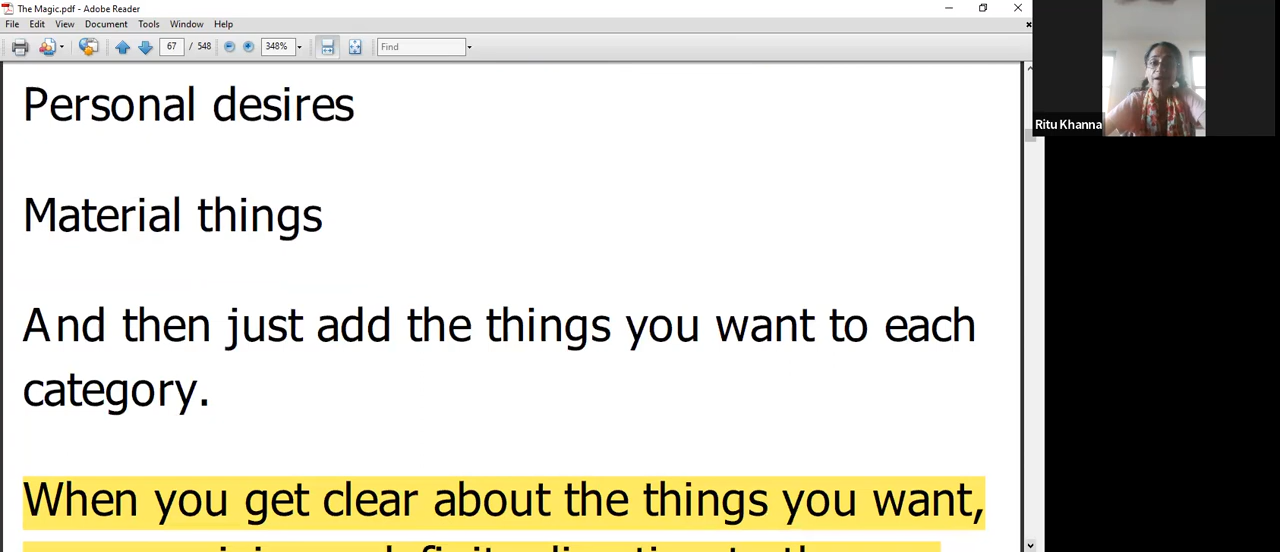 The Magic.pdf - Adobe Reader
File Edit View Document Tools Window Help
67 / 548 348% Find
Personal desires
Material things
And then just add the things you want to each
category.
When you get clear about the things you want,
Ritu Khanna